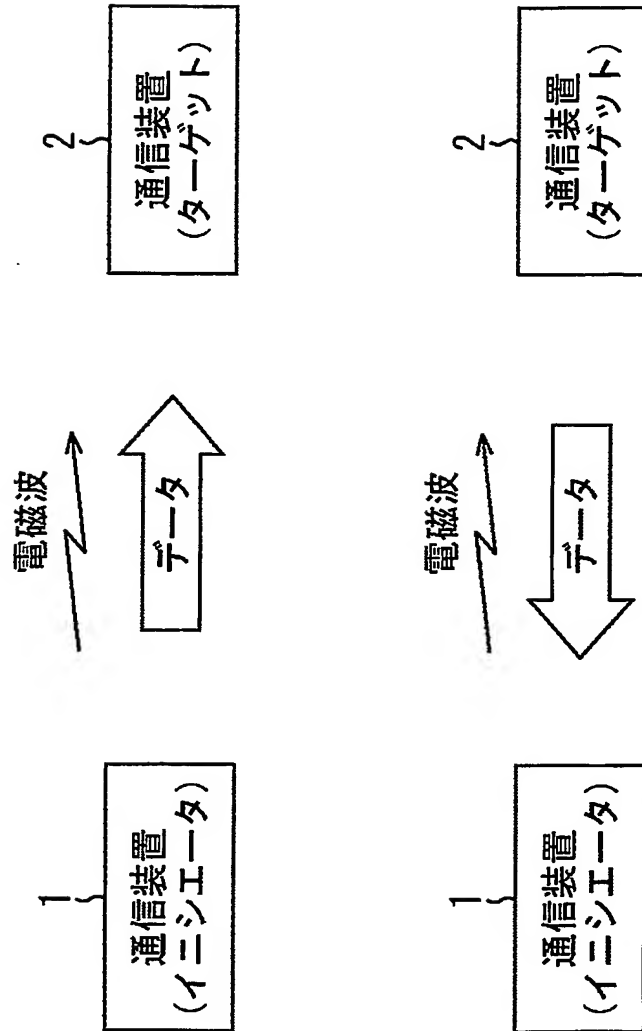 電磁波
1
通信装置
(イニシエータ)
データ
2
通信装置
(ターゲット)
電磁波
1
通信装置
(イニシエータ)
データ
2
通信装置
(ターゲット)